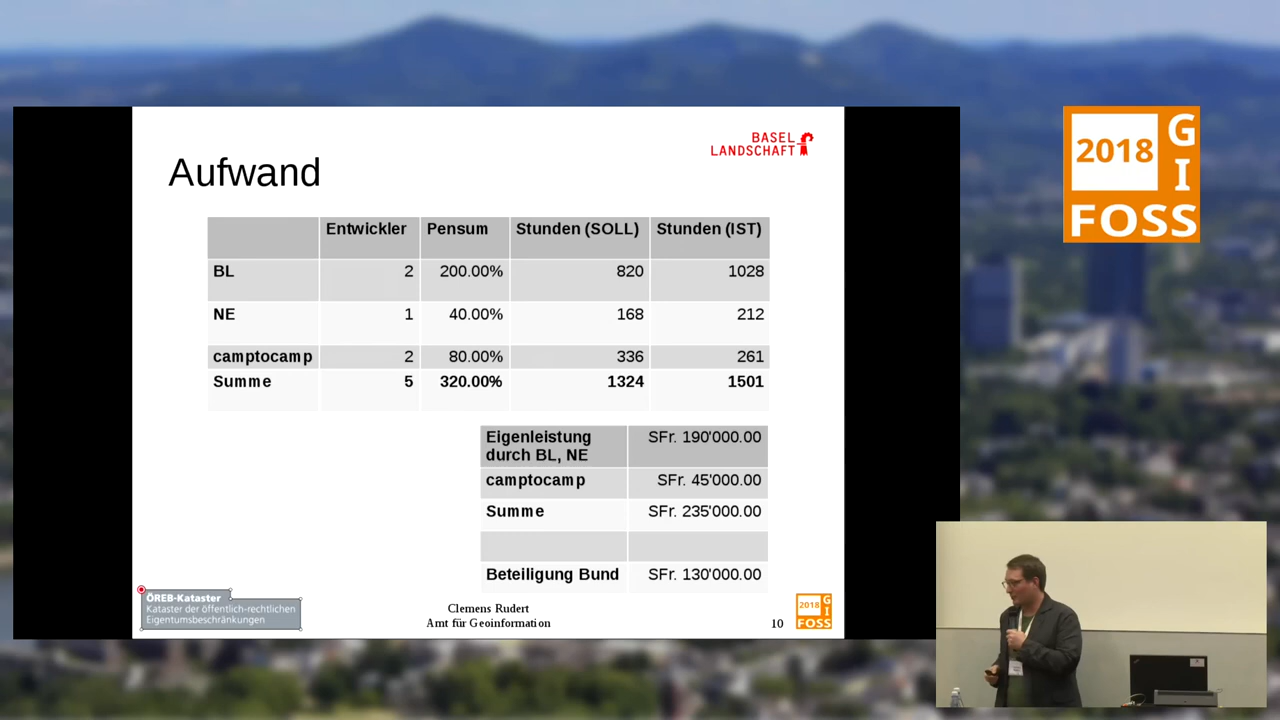 BASEL
LANDSCHAFT
Aufwand
Entwickler Pensum Stunden (SOLL) Stunden (IST)
BL 2 200.00% 820 1028
NE 1 40.00% 168 212
camptocamp 2 80.00% 336 261
Summe 5 320.00% 1324 1501
Eigenleistung
durch BL, NE SFr. 190'000.00
camptocamp SFr. 45'000.00
Summe SFr. 235'000.00
Beteiligung Bund SFr. 130'000.00
ÖREB-Kataster
Kataster der öffentlich-rechtlichen
Eigentumsbeschränkungen
Clemens Rudert
Amt für Geoinformation
10
2018 GI
FOSS
2018 GI
FOSS